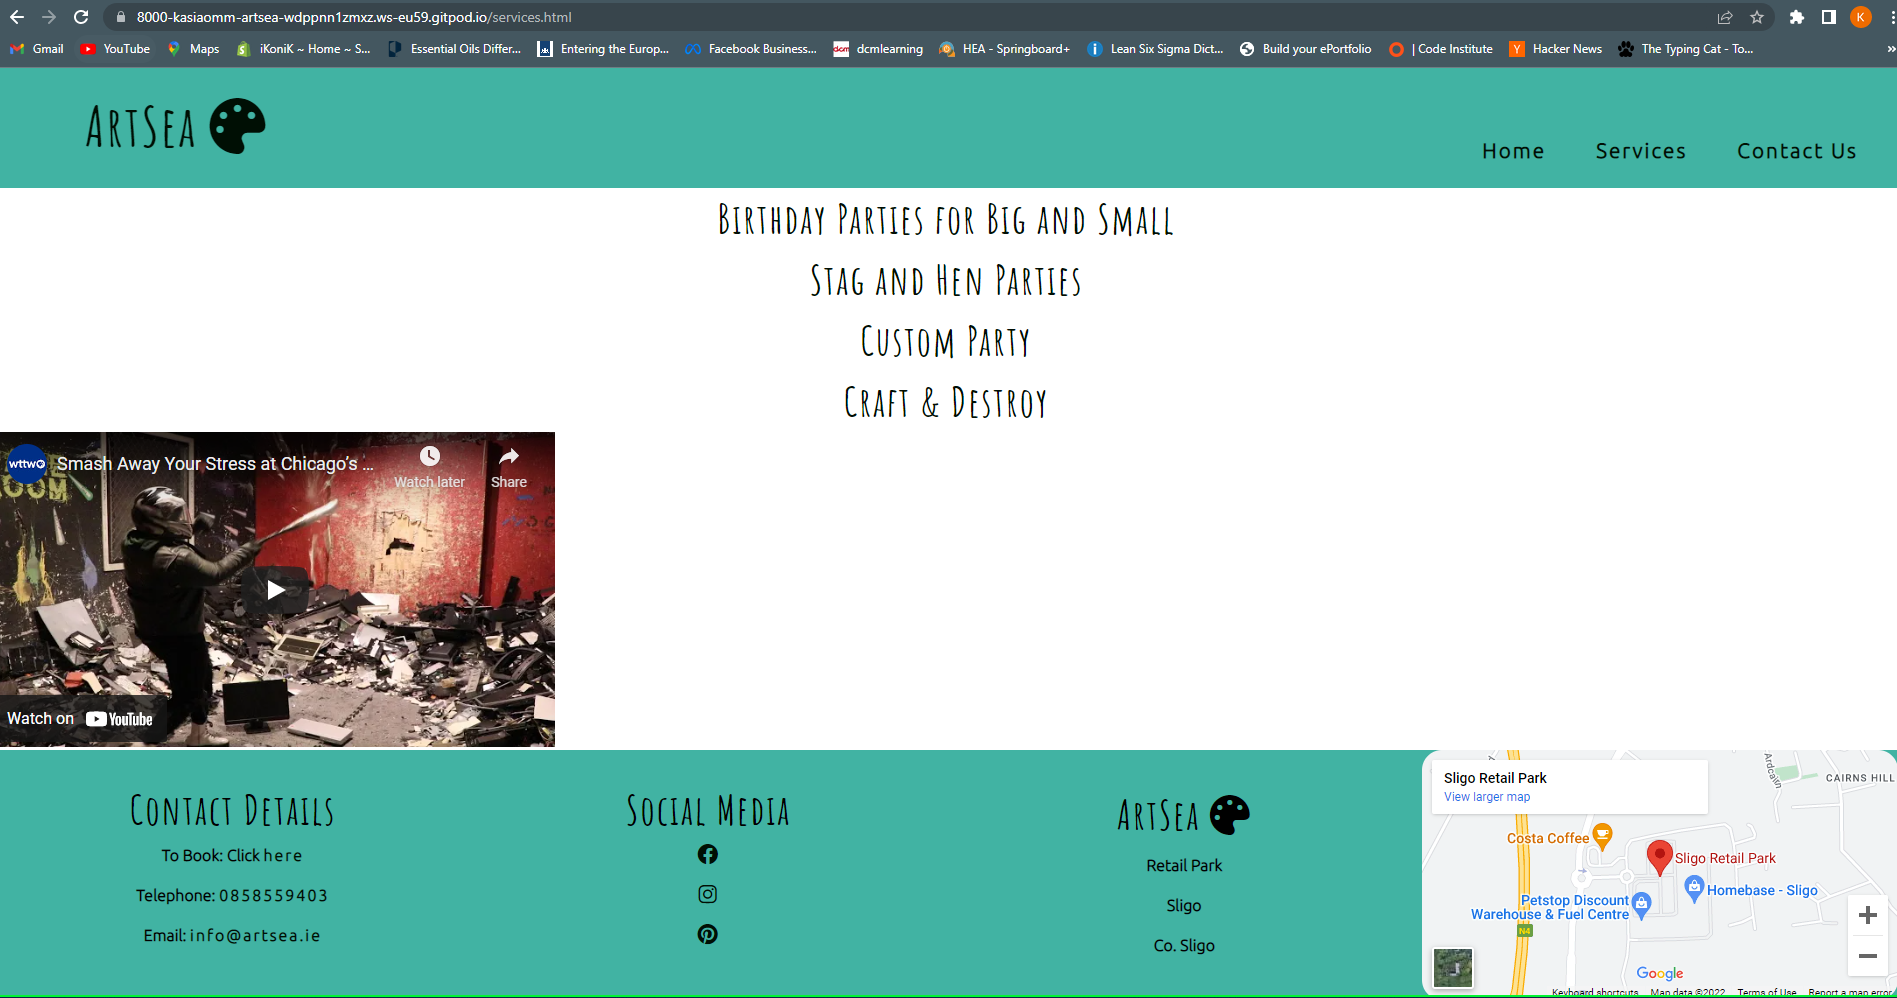 8000-kasiaomm-artsea-wdppnn1zmxz.ws-eu59.gitpod.io/services.html
K
Gmail YouTube Maps iKoniK ~ Home ~ S... Essential Oils Differ... Entering the Europ... Facebook Business... dcmlearning HEA - Springboard+ Lean Six Sigma Dict... Build your ePortfolio | Code Institute Hacker News The Typing Cat - To... »
ArtSea
Home Services Contact Us
Birthday Parties for Big and Small
Stag and Hen Parties
Custom Party
Craft & Destroy
wttw Smash Away Your Stress at Chicago's ...
Watch later Share
OOM
Watch on YouTube
Contact Details
To Book: Click here
Telephone: 0858559403
Email: info@artsea.ie
Social Media
ArtSea
Retail Park
Sligo
Co. Sligo
Sligo Retail Park
View larger map
Ardcairn
CAIRNS HILL
Costa Coffee
Sligo Retail Park
Homebase - Sligo
Petstop Discount
Warehouse & Fuel Centre
N4
Google
Keyboard shortcuts Map data ©2022 Terms of Use Report a map error